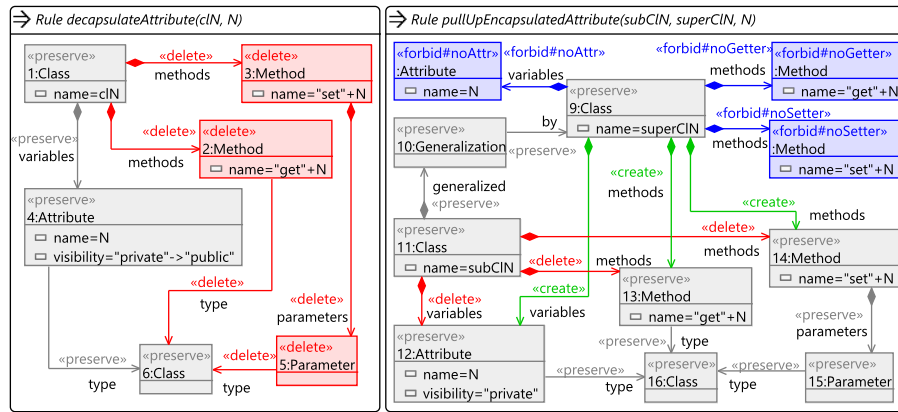 Rule decapsulateAttribute(clN, N)
«preserve»
1:Class
name=clN
«delete»
methods
«delete»
3:Method
name="set"+N
«delete»
methods
«delete»
2:Method
name="get"+N
«preserve»
variables
«preserve»
4:Attribute
name=N
visibility="private"->"public"
«delete»
type
«delete»
parameters
«preserve»
type
«preserve»
6:Class
«delete»
type
«delete»
5:Parameter
Rule pullUpEncapsulatedAttribute(subClN, superClN, N)
«forbid#noAttr»
:Attribute
name=N
«forbid#noAttr»
variables
«forbid#noGetter»
methods
«forbid#noGetter»
:Method
name="get"+N
«preserve»
9:Class
name=superClN
«forbid#noSetter»
methods
«forbid#noSetter»
:Method
name="set"+N
«preserve»
10:Generalization
by
«preserve»
generalized
«preserve»
«create»
methods
«create»
methods
«preserve»
11:Class
name=subClN
«delete»
methods
«delete»
methods
«preserve»
14:Method
name="set"+N
«preserve»
13:Method
name="get"+N
«create»
variables
«delete»
variables
«preserve»
parameters
«preserve»
12:Attribute
name=N
visibility="private"
«preserve»
type
«preserve»
type
«preserve»
16:Class
«preserve»
type
«preserve»
15:Parameter